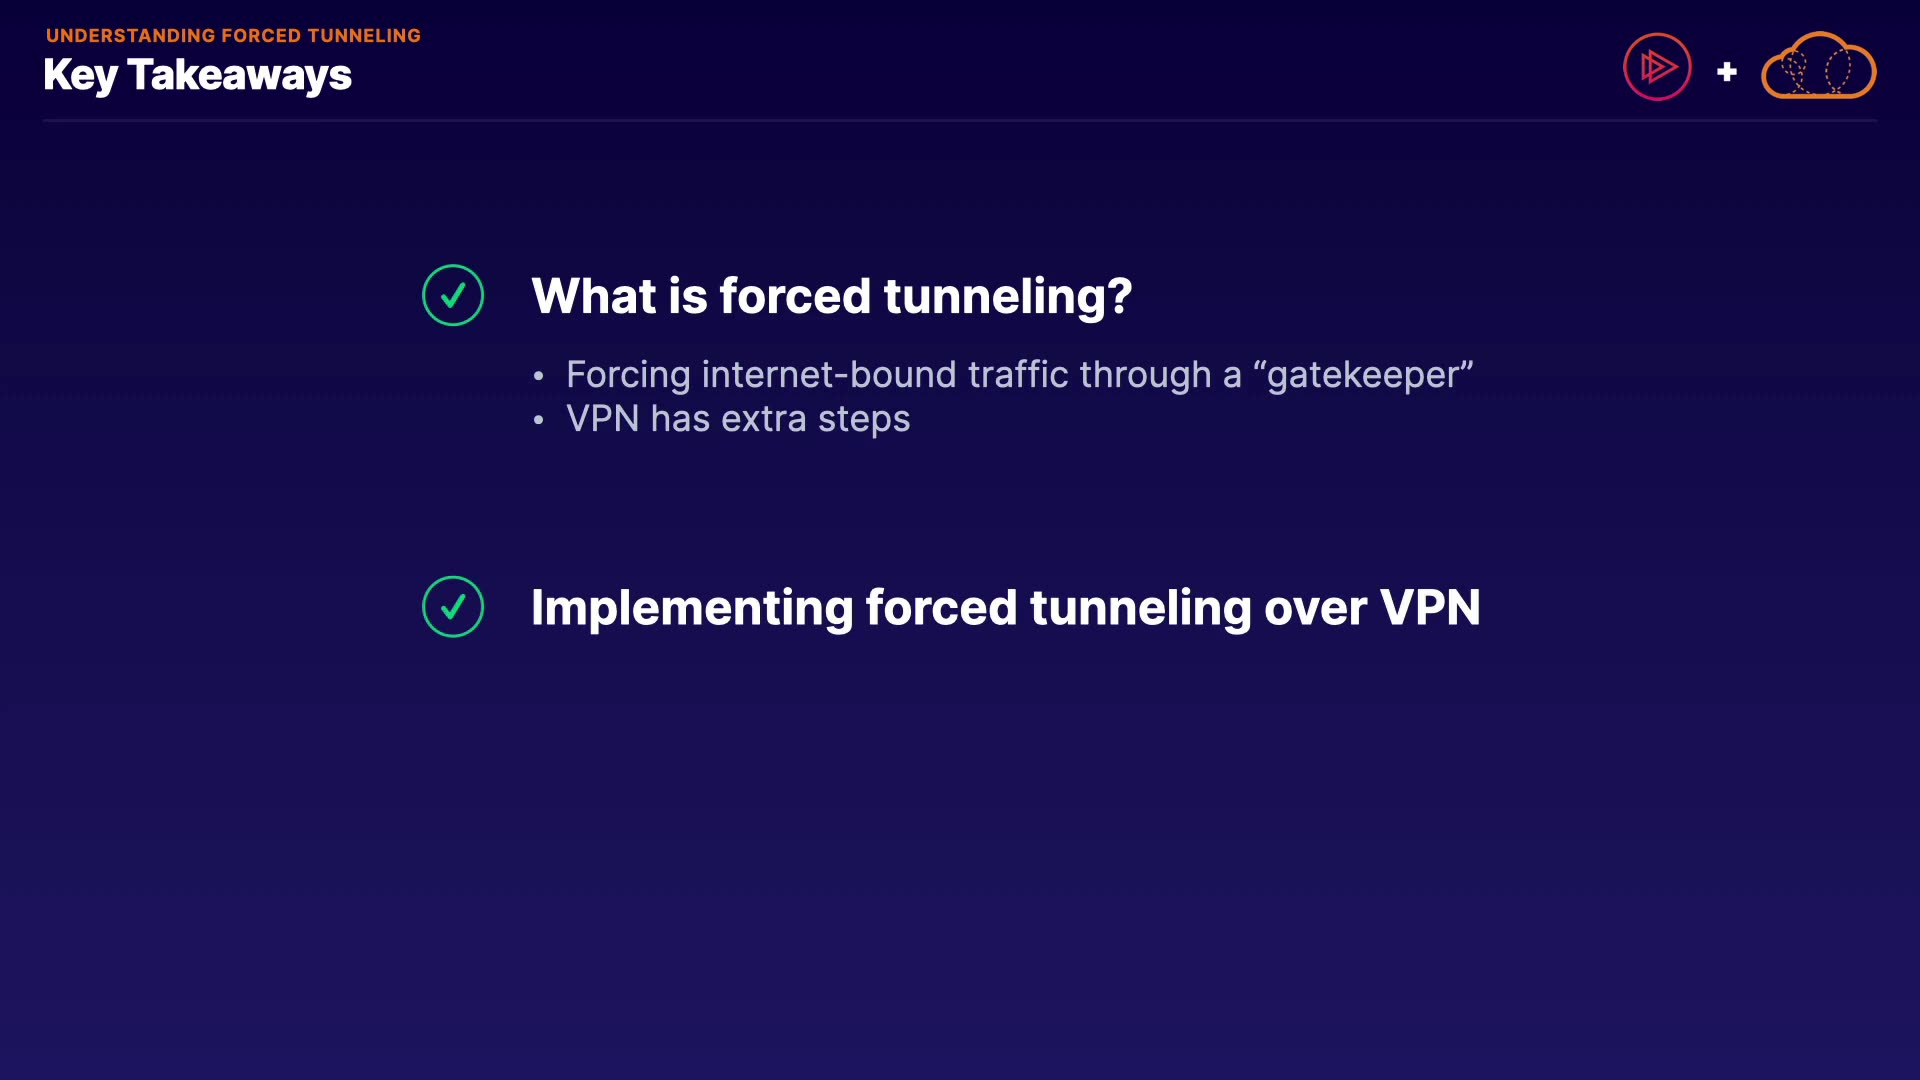 UNDERSTANDING FORCED TUNNELING
Key Takeaways
+
What is forced tunneling?
• Forcing internet-bound traffic through a “gatekeeper”
• VPN has extra steps
Implementing forced tunneling over VPN